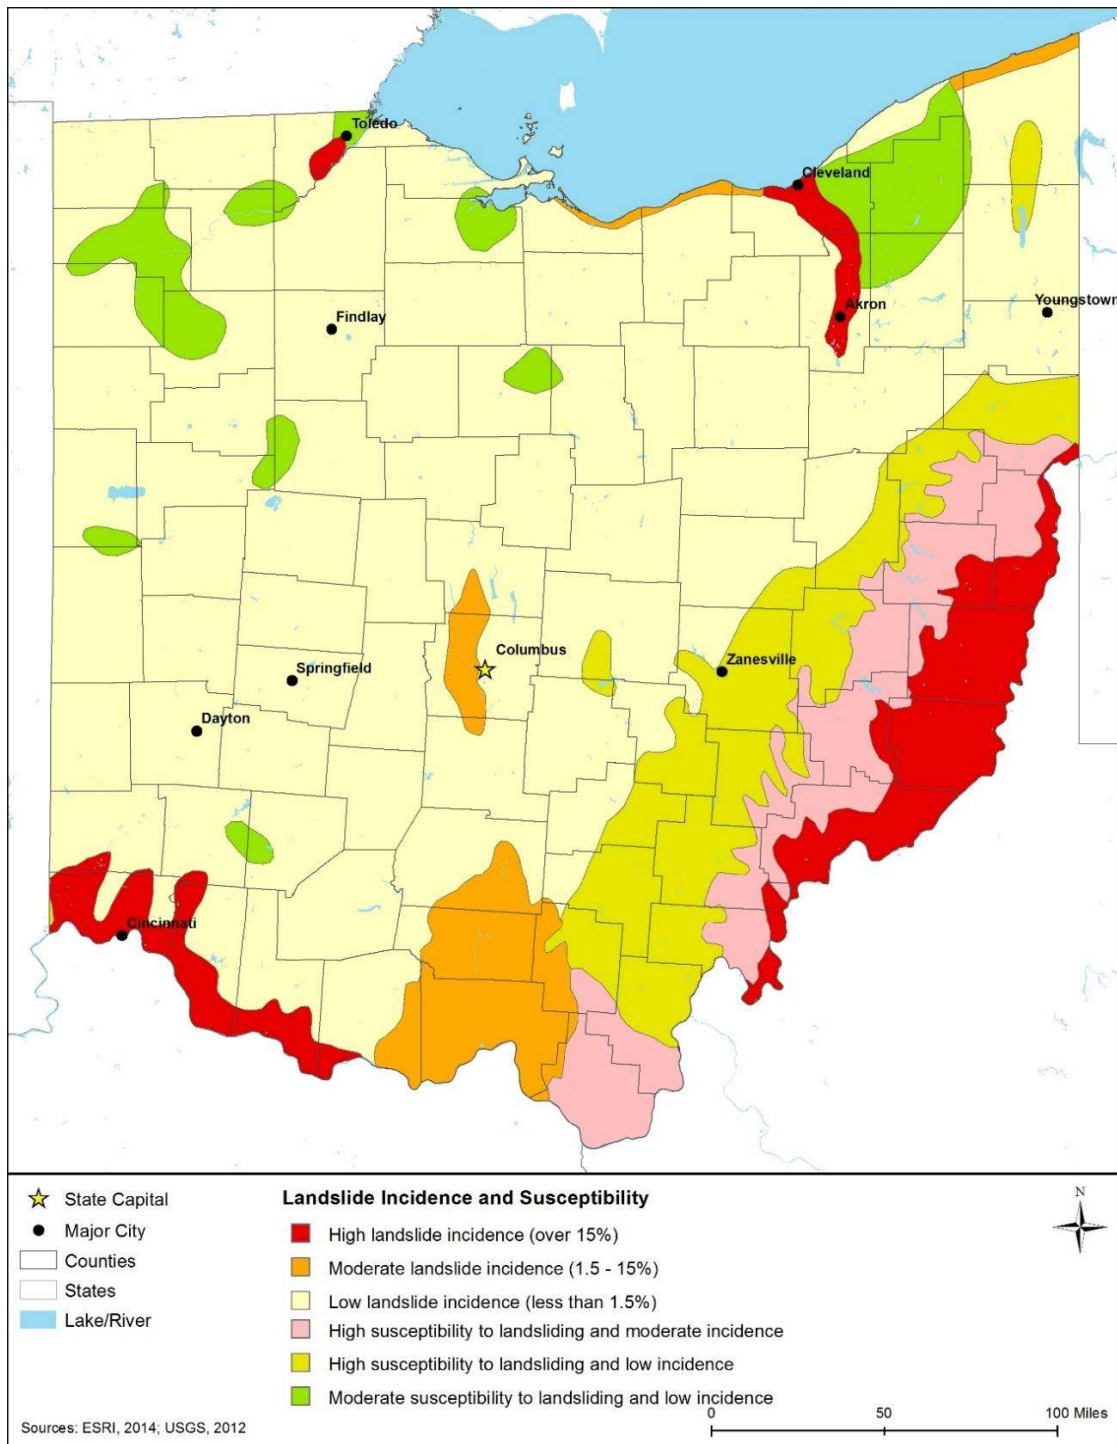 Toledo
Cleveland
Akron
Youngstown
Findlay
Columbus
Zanesville
Springfield
Dayton
Cincinnati
State Capital
Major City
Counties
States
Lake/River
Landslide Incidence and Susceptibility
High landslide incidence (over 15%)
Moderate landslide incidence (1.5 - 15%)
Low landslide incidence (less than 1.5%)
High susceptibility to landsliding and moderate incidence
High susceptibility to landsliding and low incidence
Moderate susceptibility to landsliding and low incidence
N
0 50 100 Miles
Sources: ESRI, 2014; USGS, 2012